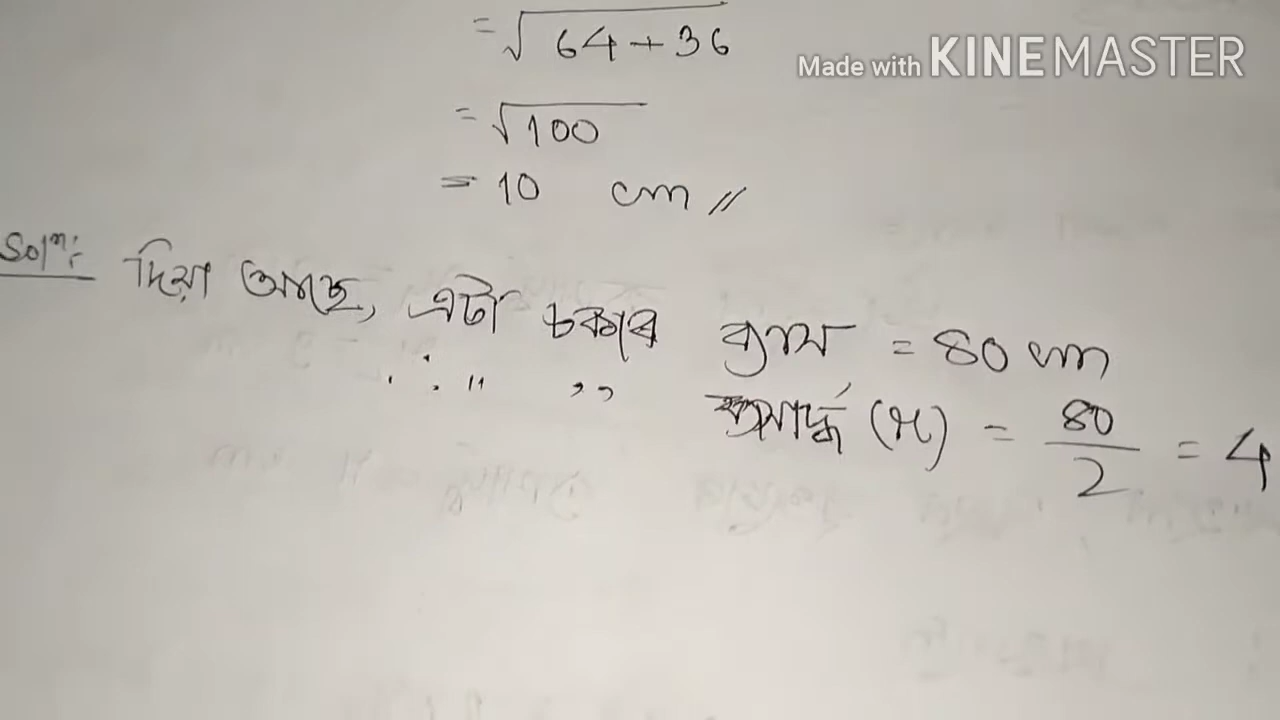 = √64+36
Made with KINEMASTER
= √100
= 10 cm //
Solⁿ: দিয়া আছে, এটা চকাৰ ব্যাস = 80 cm
∴ " ,, ব্যাসাৰ্দ্ধ (r) = 80/2 = 4